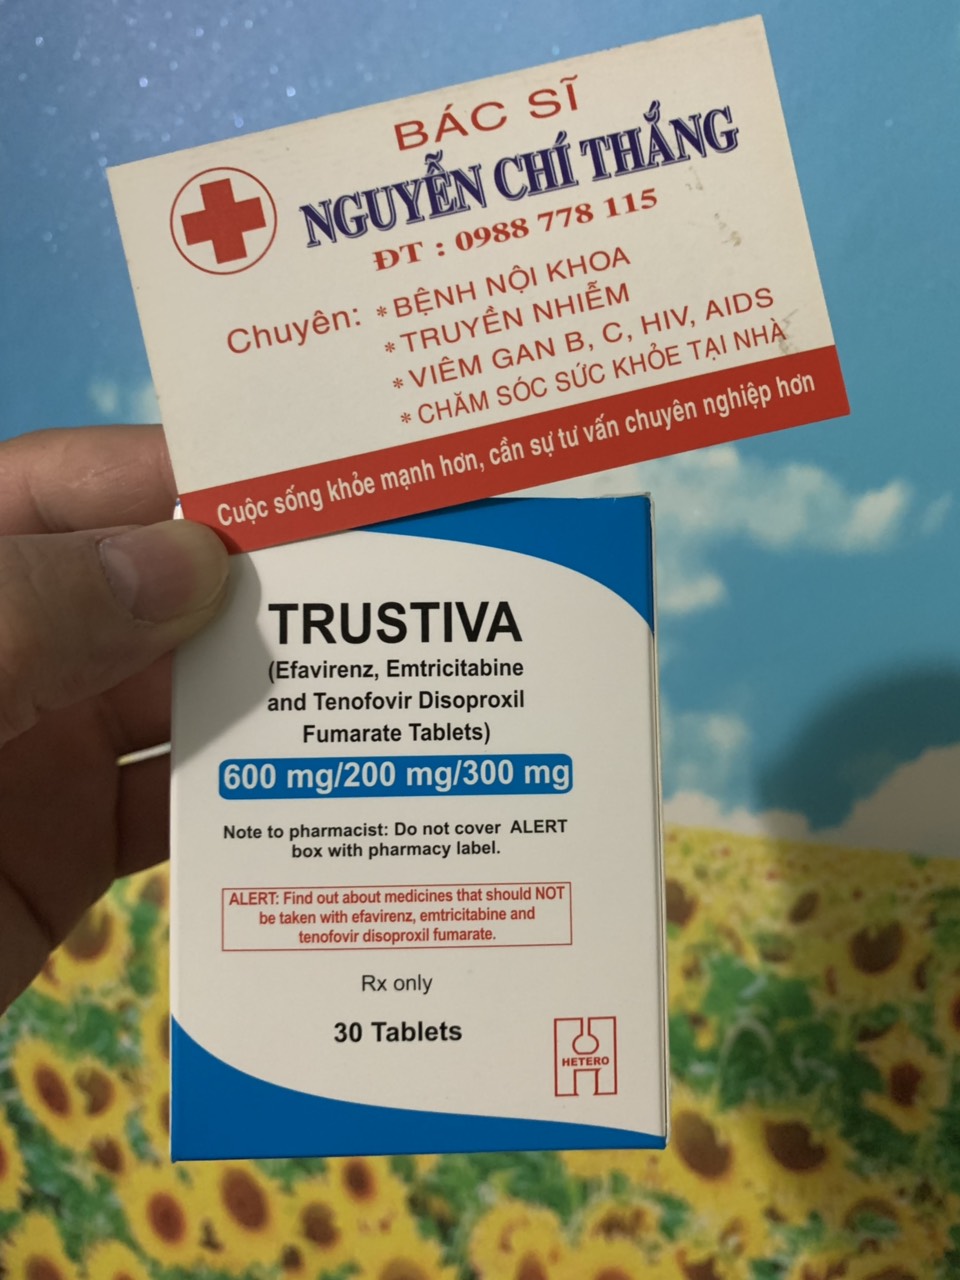 BÁC SĨ
NGUYỄN CHÍ THẮNG
ĐT : 0988 778 115
Chuyên: * BỆNH NỘI KHOA
* TRUYỀN NHIỄM
* VIÊM GAN B, C, HIV, AIDS
* CHĂM SÓC SỨC KHỎE TẠI NHÀ
Cuộc sống khỏe mạnh hơn, cần sự tư vấn chuyên nghiệp hơn
TRUSTIVA
(Efavirenz, Emtricitabine
and Tenofovir Disoproxil
Fumarate Tablets)
600 mg/200 mg/300 mg
Note to pharmacist: Do not cover ALERT
box with pharmacy label.
ALERT: Find out about medicines that should NOT
be taken with efavirenz, emtricitabine and
tenofovir disoproxil fumarate.
Rx only
30 Tablets
HETERO